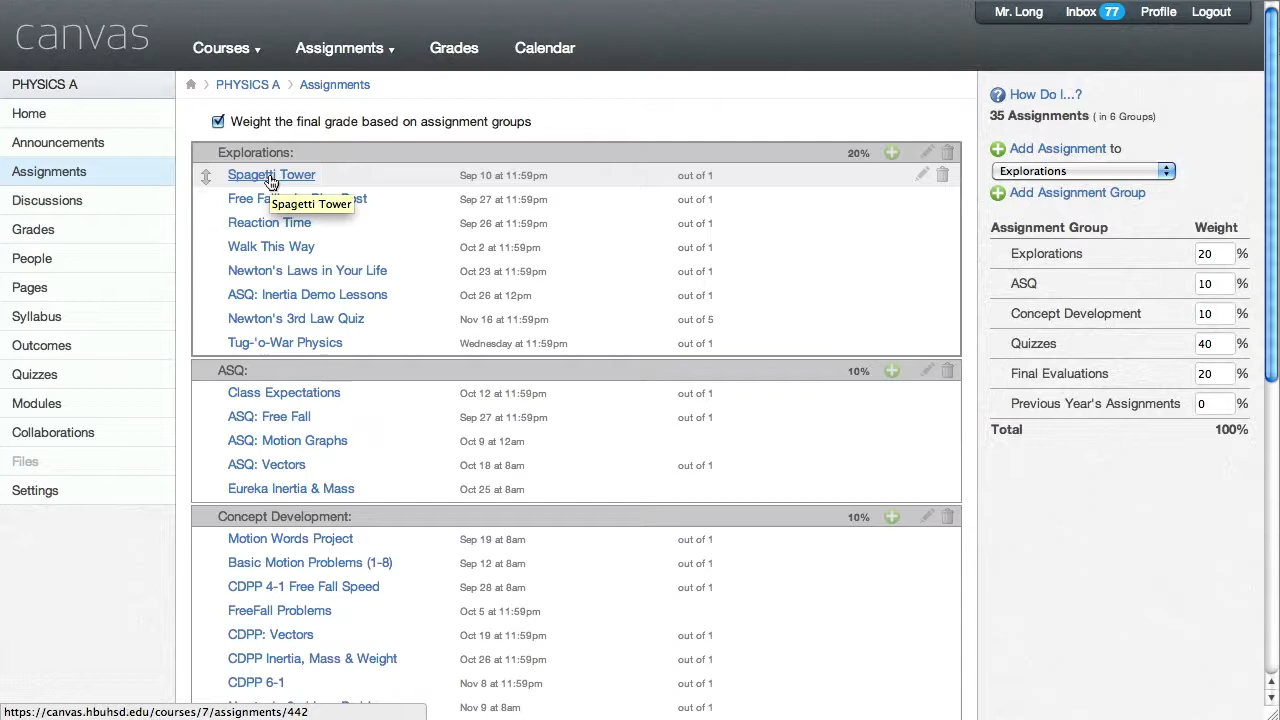 Mr. Long Inbox 77 Profile Logout
canvas
Courses Assignments Grades Calendar
PHYSICS A
Home
Announcements
Assignments
Discussions
Grades
People
Pages
Syllabus
Outcomes
Quizzes
Modules
Collaborations
Files
Settings
PHYSICS A Assignments
Weight the final grade based on assignment groups
Explorations: 20%
Spagetti Tower Sep 10 at 11:59pm out of 1
Free Sep 27 at 11:59pm out of 1
Spagetti Tower
Reaction Time Sep 26 at 11:59pm out of 1
Walk This Way Oct 2 at 11:59pm out of 1
Newton's Laws in Your Life Oct 23 at 11:59pm out of 1
ASQ: Inertia Demo Lessons Oct 26 at 12pm out of 1
Newton's 3rd Law Quiz Nov 16 at 11:59pm out of 5
Tug-'o-War Physics Wednesday at 11:59pm out of 1
ASQ: 10%
Class Expectations Oct 12 at 11:59pm out of 1
ASQ: Free Fall Sep 27 at 11:59pm out of 1
ASQ: Motion Graphs Oct 9 at 12am
ASQ: Vectors Oct 18 at 8am out of 1
Eureka Inertia & Mass Oct 25 at 8am
Concept Development: 10%
Motion Words Project Sep 19 at 8am out of 1
Basic Motion Problems (1-8) Sep 12 at 8am out of 1
CDPP 4-1 Free Fall Speed Sep 28 at 8am out of 1
FreeFall Problems Oct 5 at 11:59pm
CDPP: Vectors Oct 19 at 11:59pm out of 1
CDPP Inertia, Mass & Weight Oct 26 at 11:59pm out of 1
CDPP 6-1 Nov 8 at 11:59pm out of 1
Nov 9 at 8am out of 1
How Do I...?
35 Assignments ( in 6 Groups)
Add Assignment to
Explorations
Add Assignment Group
Assignment Group Weight
Explorations 20 %
ASQ 10 %
Concept Development 10 %
Quizzes 40 %
Final Evaluations 20 %
Previous Year's Assignments 0 %
Total 100%
https://canvas.hbuhsd.edu/courses/7/assignments/442